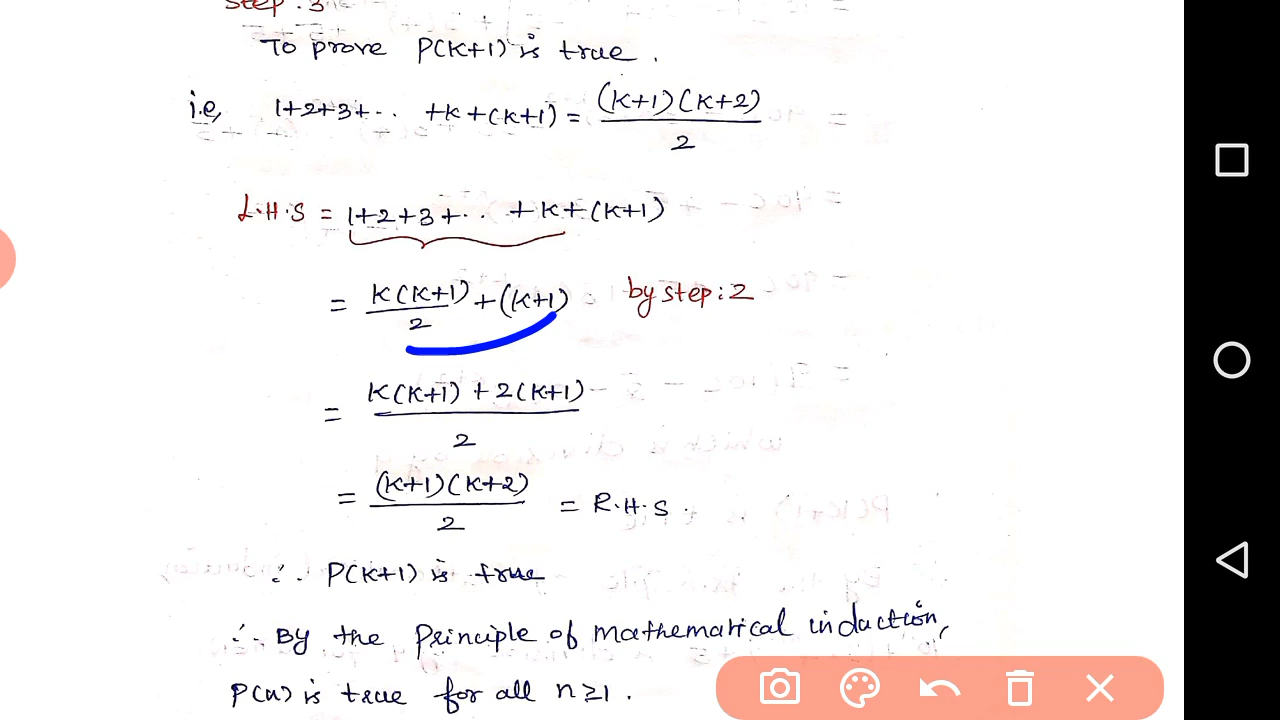 Step : 3
To prove P(K+1) is true.
i.e, 1+2+3+.. +K+(K+1) = (K+1)(K+2)
2
L.H.S = 1+2+3+.. +K+(K+1)
= K(K+1)/2 +(K+1) by step: 2
= K(K+1) + 2(K+1)
2
= (K+1)(K+2)/2 = R.H.S.
∴ P(K+1) is true
∴ By the Principle of mathematical induction,
P(n) is true for all n≥1.